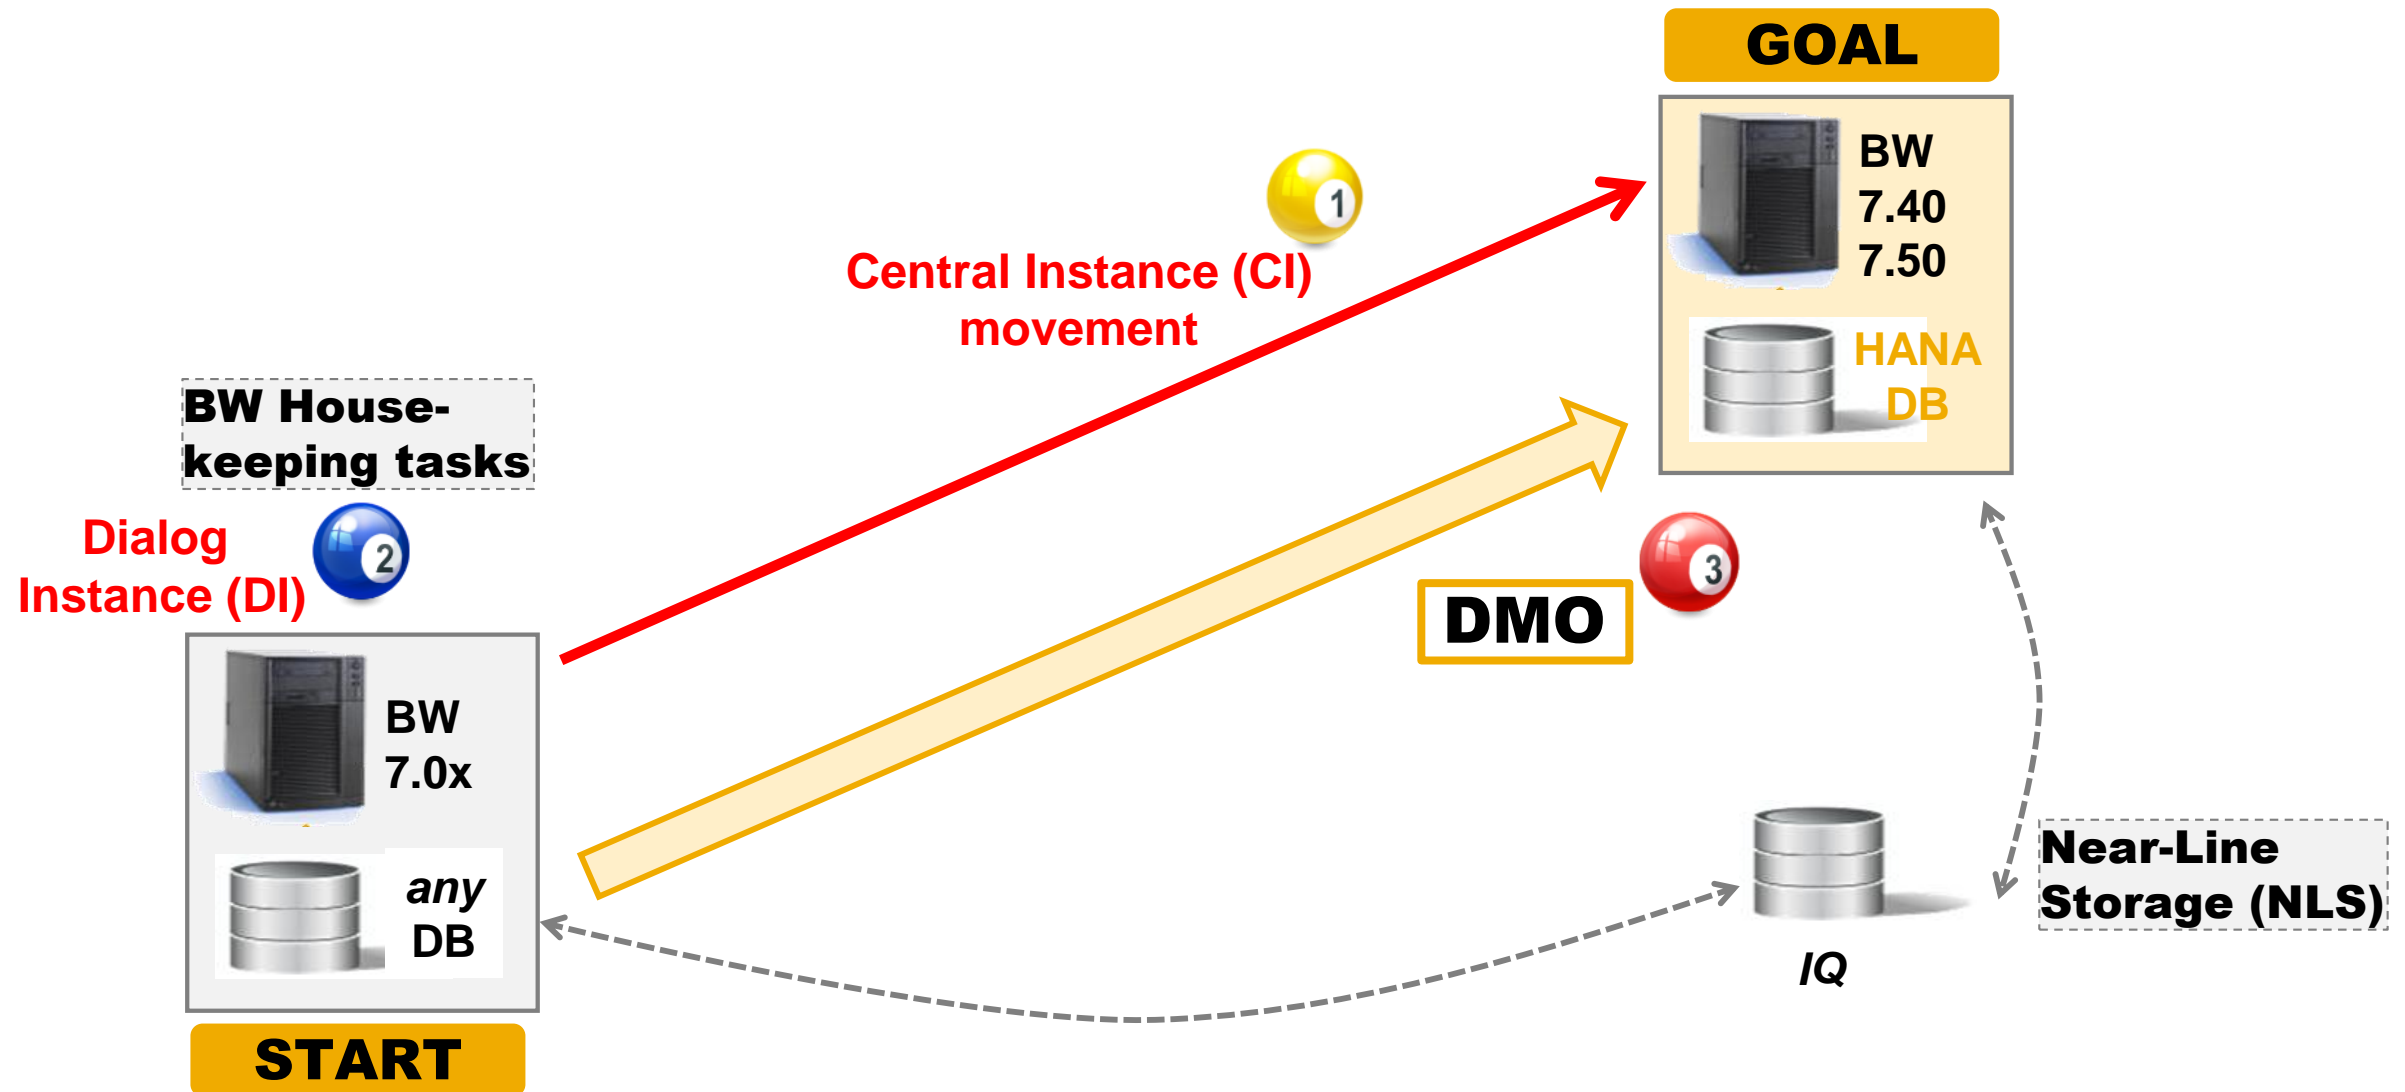 GOAL
BW
7.40
7.50
HANA
DB
1
Central Instance (CI)
movement
BW House-
keeping tasks
Dialog
Instance (DI)
2
3
DMO
BW
7.0x
any
DB
START
IQ
Near-Line
Storage (NLS)